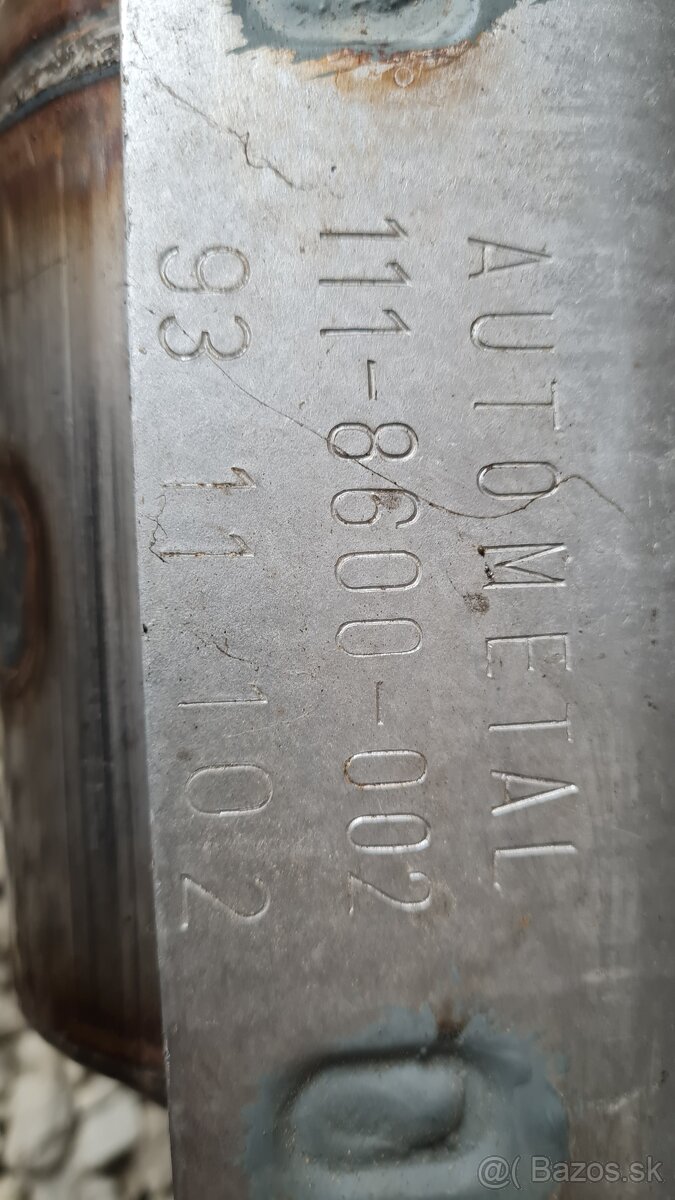 AUTOMETAL
111-8600-002
93 11 102
@( Bazos.sk